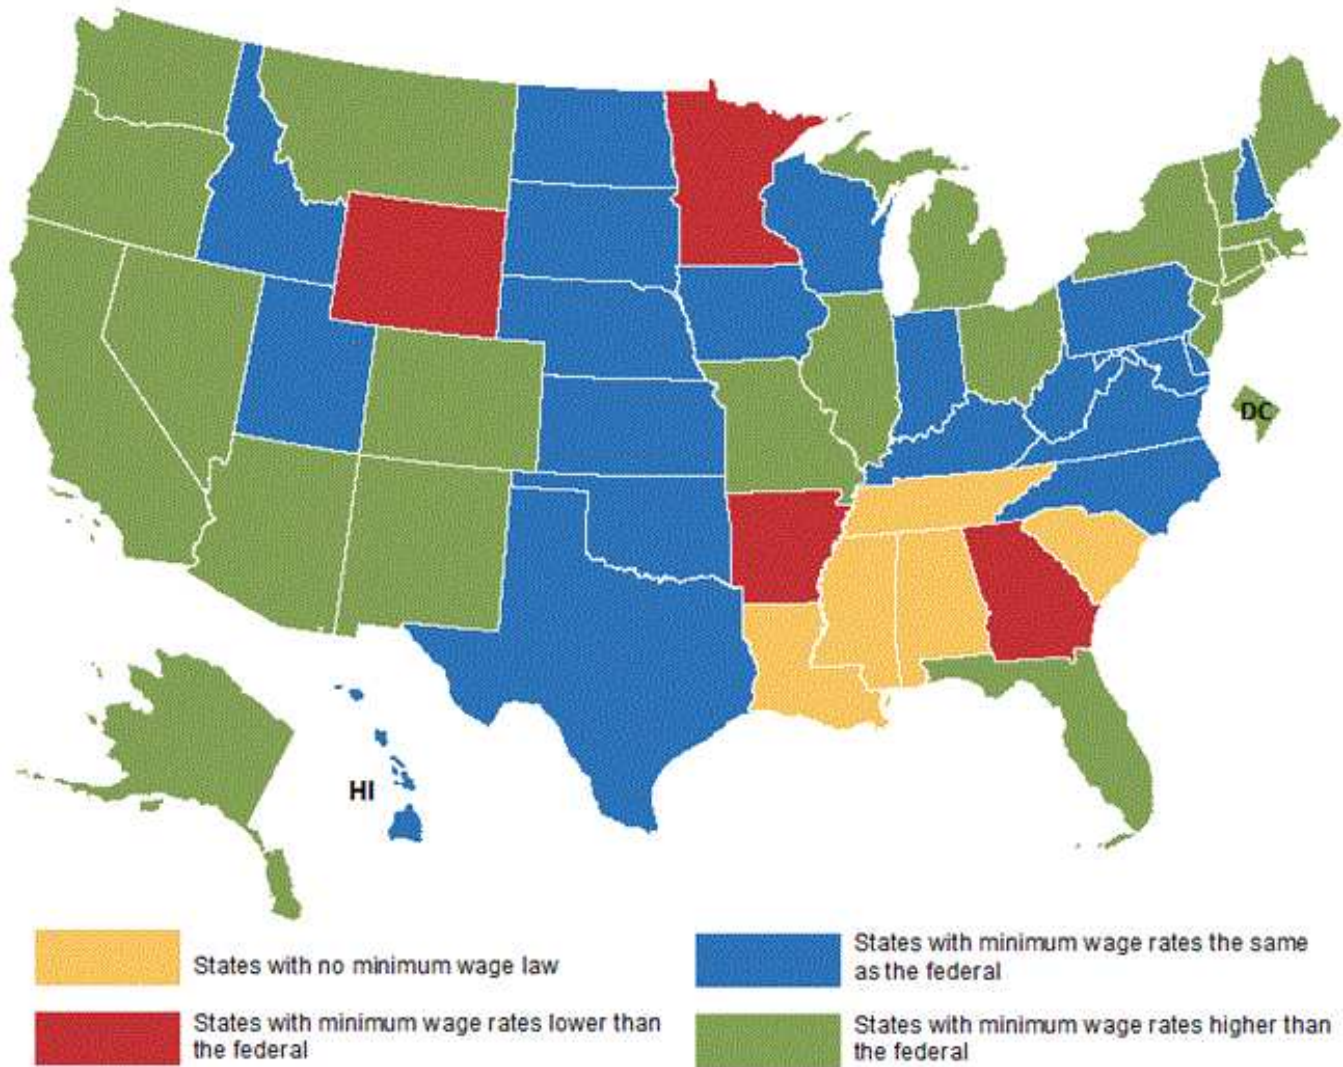 DC
HI
States with no minimum wage law
States with minimum wage rates lower than
the federal
States with minimum wage rates the same
as the federal
States with minimum wage rates higher than
the federal